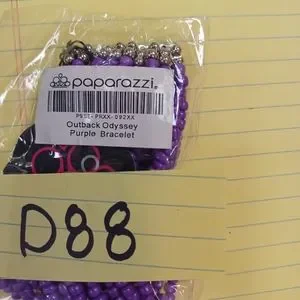 paparazzi
Outback Odyssey
Purple Bracelet
D88